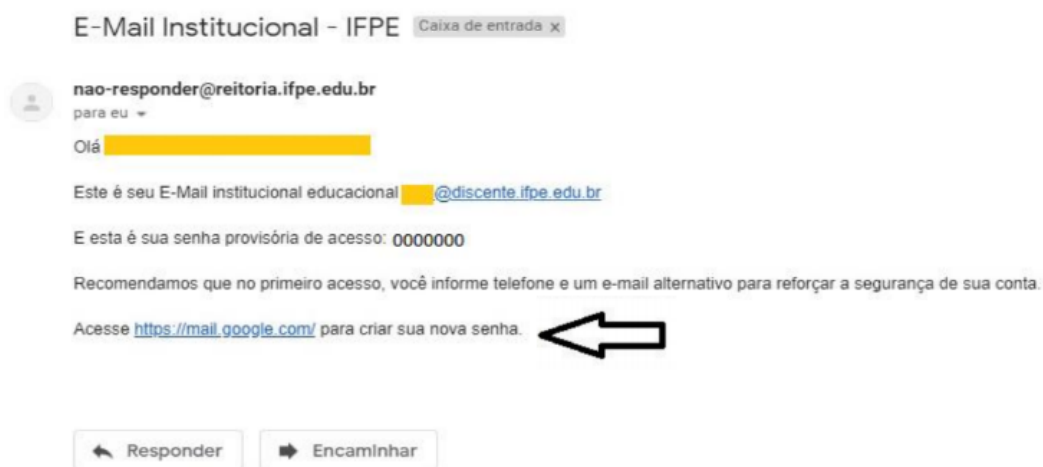 E-Mail Institucional - IFPE Caixa de entrada x
nao-responder@reitoria.ifpe.edu.br
para eu
Olá
Este é seu E-Mail institucional educacional @discente.ifpe.edu.br
E esta é sua senha provisória de acesso: 0000000
Recomendamos que no primeiro acesso, você informe telefone e um e-mail alternativo para reforçar a segurança de sua conta.
Acesse https://mail.google.com/ para criar sua nova senha.
Responder Encaminhar